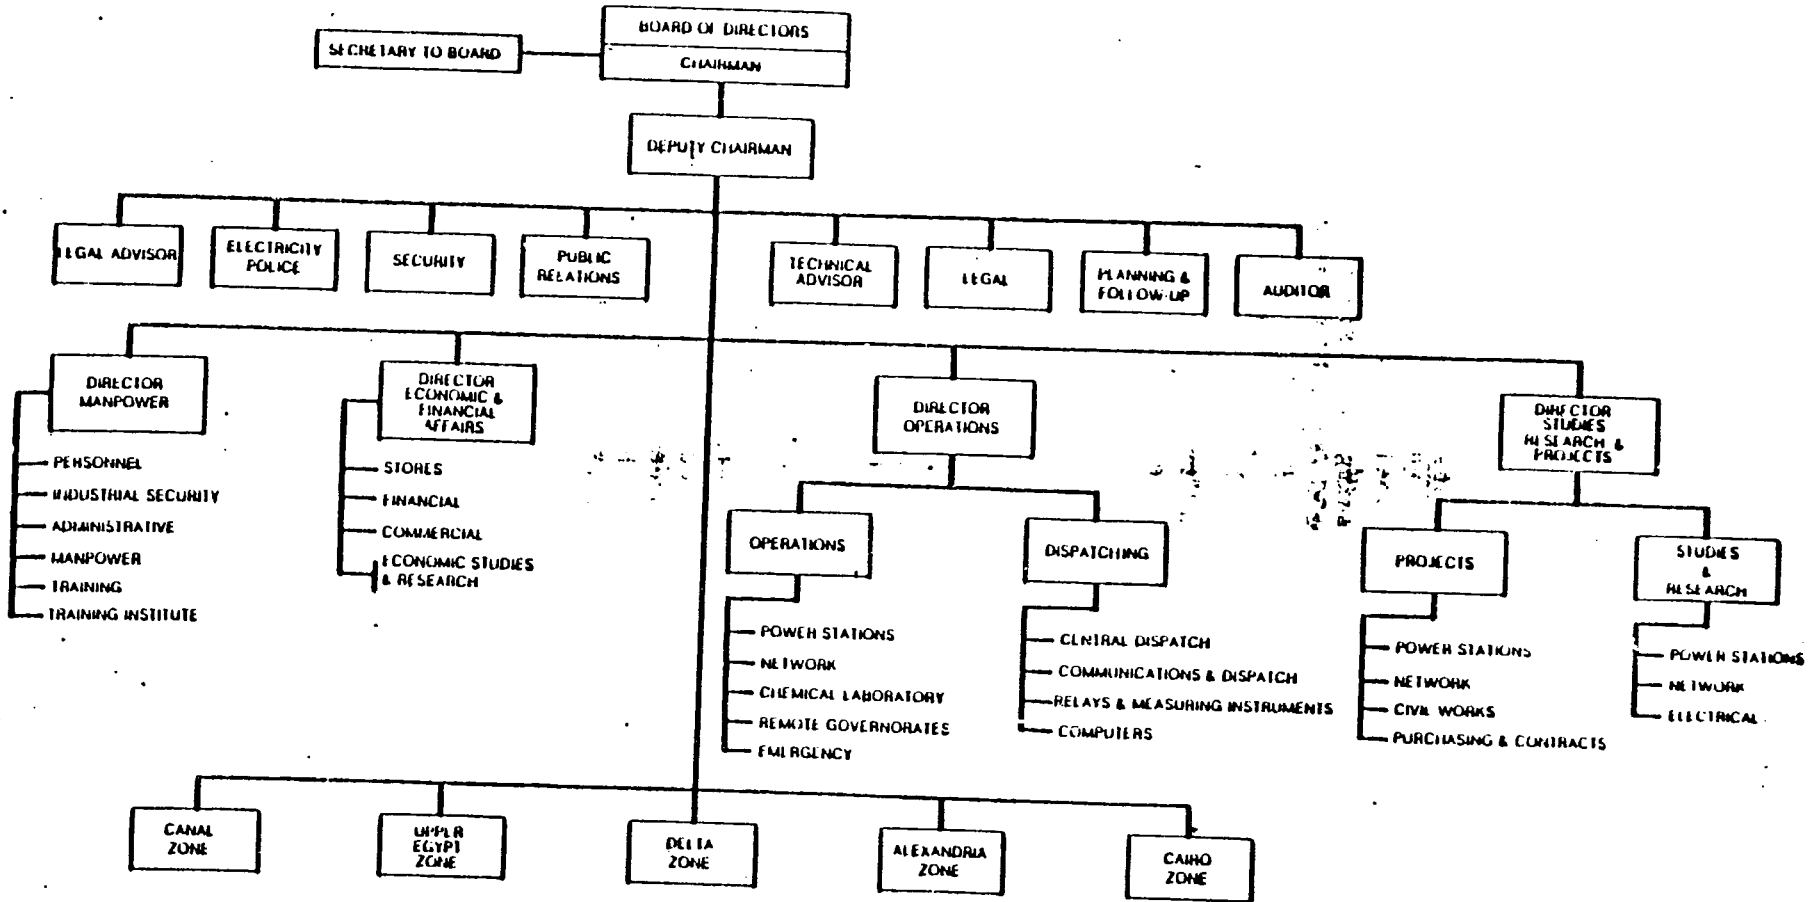 BOARD OF DIRECTORS
SECRETARY TO BOARD
CHAIRMAN
DEPUTY CHAIRMAN
LEGAL ADVISOR
ELECTRICITY
POLICE
SECURITY
PUBLIC
RELATIONS
TECHNICAL
ADVISOR
LEGAL
PLANNING &
FOLLOW-UP
AUDITOR
DIRECTOR
MANPOWER
PERSONNEL
INDUSTRIAL SECURITY
ADMINISTRATIVE
MANPOWER
TRAINING
TRAINING INSTITUTE
DIRECTOR
ECONOMIC &
FINANCIAL
AFFAIRS
STORES
FINANCIAL
COMMERCIAL
ECONOMIC STUDIES
& RESEARCH
DIRECTOR
OPERATIONS
OPERATIONS
POWER STATIONS
NETWORK
CHEMICAL LABORATORY
REMOTE GOVERNORATES
EMERGENCY
DISPATCHING
CENTRAL DISPATCH
COMMUNICATIONS & DISPATCH
RELAYS & MEASURING INSTRUMENTS
COMPUTERS
DIRECTOR
STUDIES
RESEARCH &
PROJECTS
PROJECTS
POWER STATIONS
NETWORK
CIVIL WORKS
PURCHASING & CONTRACTS
STUDIES
&
RESEARCH
POWER STATIONS
NETWORK
ELECTRICAL
CANAL
ZONE
UPPER
EGYPT
ZONE
DELTA
ZONE
ALEXANDRIA
ZONE
CAIRO
ZONE